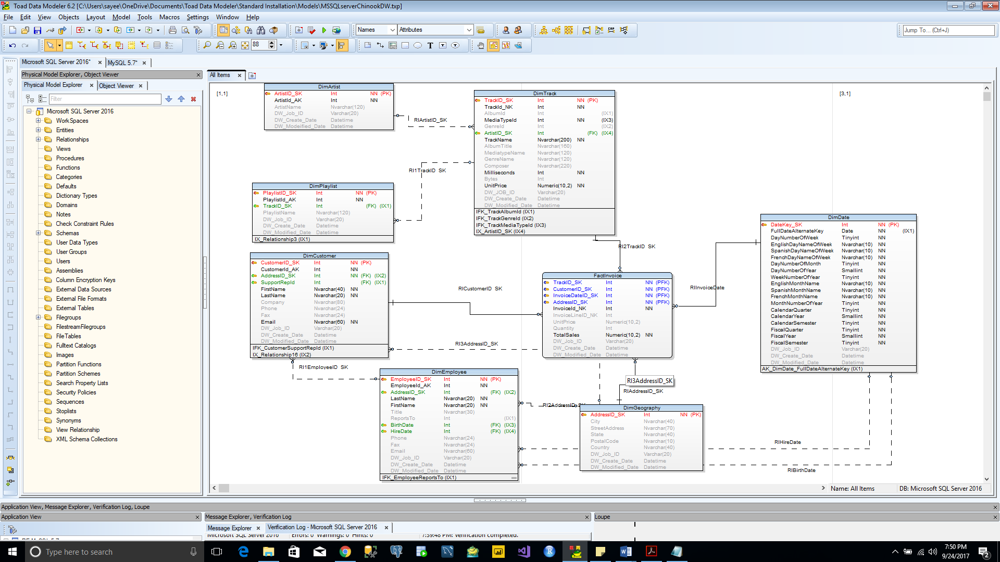 Toad Data Modeler 6.2 [C:\Users\sayee\OneDrive\Documents\Toad Data Modeler\Standard Installation\Models\MSSQLserverChinookDW.txp]
File Edit View Objects Layout Model Tools Macros Settings Window Help
Names Attributes Jump To... (Ctrl+J)
88
Microsoft SQL Server 2016* MySQL 5.7*
Physical Model Explorer, Object Viewer
Physical Model Explorer Object Viewer
Filter
Microsoft SQL Server 2016
WorkSpaces
Entities
Relationships
Views
Procedures
Functions
Categories
Defaults
Dictionary Types
Domains
Notes
Check Constraint Rules
Schemas
User Data Types
User Groups
Users
Assemblies
Column Encryption Keys
External Data Sources
External File Formats
External Tables
Filegroups
FilestreamFilegroups
FileTables
Fulltext Catalogs
Images
Partition Functions
Partition Schemes
Search Property Lists
Security Policies
Sequences
Stoplists
Synonyms
View Relationship
XML Schema Collections
All Items
[1,1]
[3,1]
DimArtist
ArtistID_SK Int NN (PK)
ArtistId_AK Int NN
ArtistName Nvarchar(120)
DW_Job_ID Varchar(20)
DW_Create_Date Datetime
DW_Modeified_Date Datetime
RIArtistID_SK
DimTrack
TrackID_SK Int NN (PK)
TrackId_NK Int NN
AlbumId Int (IX1)
MediaTypeId Int NN (IX3)
GenreId Int (IX2)
ArtistID_SK Int (FK) (IX4)
TrackName Nvarchar(200) NN
AlbumTitle Nvarchar(160)
MediatypeName Nvarchar(120)
GenreName Nvarchar(120)
Composer Nvarchar(220)
Milliseconds Int NN
Bytes Int
UnitPrice Numeric(10,2) NN
DW_JOB_ID Varchar(20)
DW_Create_Date Datetime
DW_Modified_Date Datetime
IFK_TrackAlbumId (IX1)
IFK_TrackGenreId (IX2)
IFK_TrackMediaTypeId (IX3)
IX_ArtistID_SK (IX4)
RI1TrackID_SK
DimPlaylist
PlaylistID_SK Int NN (PK)
PlaylistId_AK Int NN
TrackID_SK Int (FK) (IX1)
PlaylistName Nvarchar(120)
DW_Job_ID Varchar(20)
DW_Create_Date Datetime
DW_Modified_Date Datetime
IX_Relationship3 (IX1)
RI2TrackID_SK
DimCustomer
CustomerID_SK Int NN (PK)
CustomerId_AK Int NN
AddressID_SK Int NN (FK) (IX2)
SupportRepId Int (FK) (IX1)
FirstName Nvarchar(40) NN
LastName Nvarchar(20) NN
Company Nvarchar(80)
Phone Nvarchar(24)
Fax Nvarchar(24)
Email Nvarchar(60) NN
DW_Job_ID Varchar(20)
DW_Create_Date Datetime
DW_Modified_Date Datetime
IFK_CustomerSupportRepId (IX1)
IX_Relationship16 (IX2)
RICustomerID_SK
RI3AddressID_SK
RI1EmployeeID_SK
FactInvoice
TrackID_SK Int NN (PFK)
CustomerID_SK Int NN (PFK)
InvoiceDateID_SK Int NN (PFK)
AddressID_SK Int NN (PFK)
InvoiceId_NK Int NN
InvoiceLineID_NK Int
UnitPrice Numeric(10,2)
Quantity Int
TotalSales Numeric(10,2) NN
DW_Job_ID Varchar(20)
DW_Create_Date Datetime
DW_Modified_Date Datetime
RIInvoiceDate
DimDate
DateKey_SK Int NN (PK)
FullDateAlternateKey Date NN (IX1)
DayNumberOfWeek Tinyint NN
EnglishDayNameOfWeek Nvarchar(10) NN
SpanishDayNameOfWeek Nvarchar(10) NN
FrenchDayNameOfWeek Nvarchar(10) NN
DayNumberOfMonth Tinyint NN
DayNumberOfYear Smallint NN
WeekNumberOfYear Tinyint NN
EnglishMonthName Nvarchar(10) NN
SpanishMonthName Nvarchar(10) NN
FrenchMonthName Nvarchar(10) NN
MonthNumberOfYear Tinyint NN
CalendarQuarter Tinyint NN
CalendarYear Smallint NN
CalendarSemester Tinyint NN
FiscalQuarter Tinyint NN
FiscalYear Smallint NN
FiscalSemester Tinyint NN
DW_Job_ID Varchar(20)
DW_Create_Date Datetime
DW_Modified_Date Datetime
AK_DimDate_FullDateAlternateKey (IX1)
DimEmployee
EmployeeID_SK Int NN (PK)
EmployeeId_AK Int NN
AddressID_SK Int (FK) (IX2)
LastName Nvarchar(20) NN
FirstName Nvarchar(20) NN
Title Nvarchar(30)
ReportsTo Int (IX1)
BirthDate Int (FK) (IX3)
HireDate Int (FK) (IX4)
Phone Nvarchar(24)
Fax Nvarchar(24)
Email Nvarchar(60)
DW_Job_ID Varchar(20)
DW_Create_Date Datetime
DW_Modified_Date Datetime
IFK_EmployeeReportsTo (IX1)
RI3AddressID_SK
RIAddressID_SK
RI2AddressID_SK
DimGeography
AddressID_SK Int NN (PK)
City Nvarchar(40)
StreetAddress Nvarchar(70)
State Nvarchar(40)
PostalCode Nvarchar(10)
Country Nvarchar(40)
DW_Job_ID Varchar(20)
DW_Create_Date Datetime
DW_Modified_Date Datetime
RIHireDate
RIBirthDate
Name: All Items DB: Microsoft SQL Server 2016
Application View, Message Explorer, Verification Log, Loupe
Application View
Message Explorer, Verification Log
Loupe
Message Explorer Verification Log - Microsoft SQL Server 2016
Microsoft SQL Server 2016 Errors: 0 Warnings: 0 Hints: 0 7:39:48 PM: Verification completed.
Type here to search
7:50 PM
9/24/2017
2